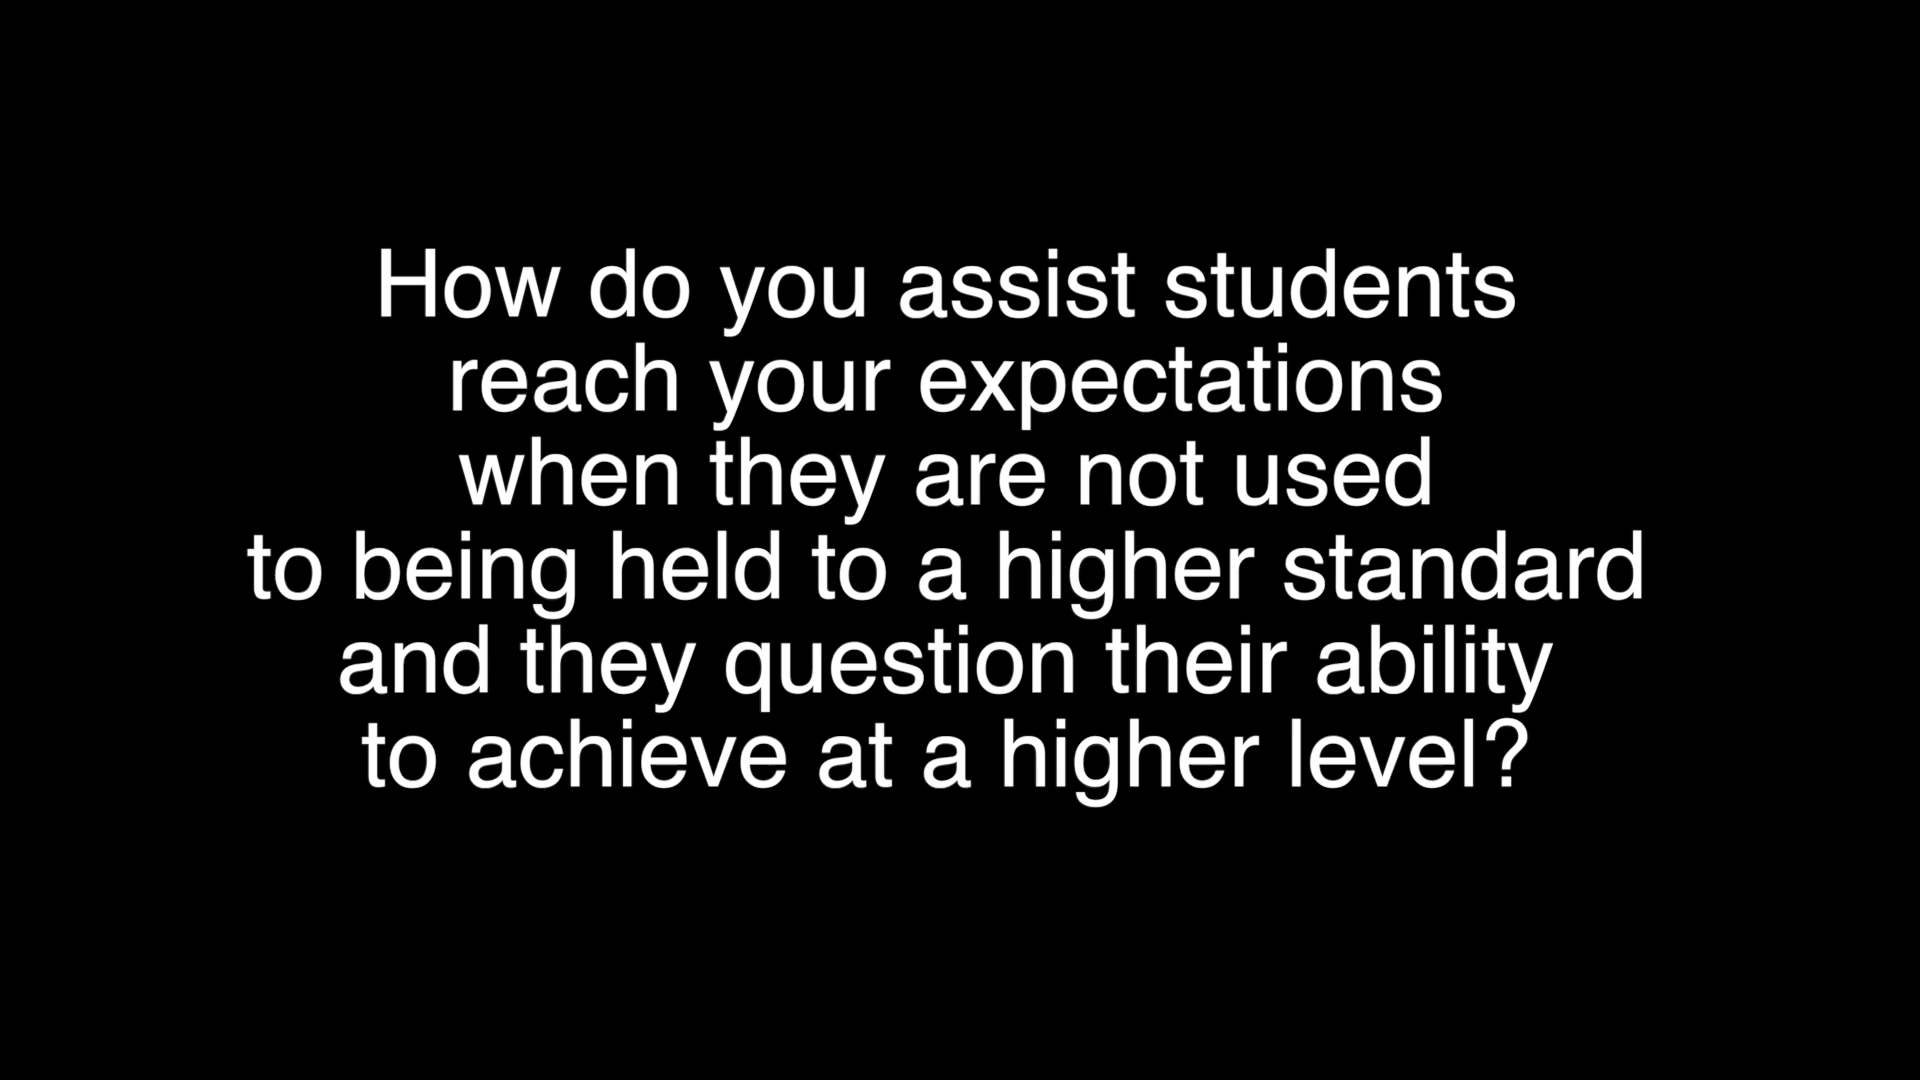 How do you assist students
reach your expectations
when they are not used
to being held to a higher standard
and they question their ability
to achieve at a higher level?